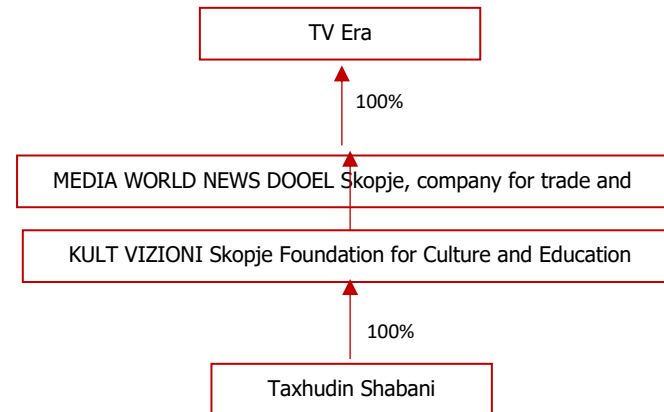 TV Era
100%
MEDIA WORLD NEWS DOOEL Skopje, company for trade and
KULT VIZIONI Skopje Foundation for Culture and Education
100%
Taxhudin Shabani